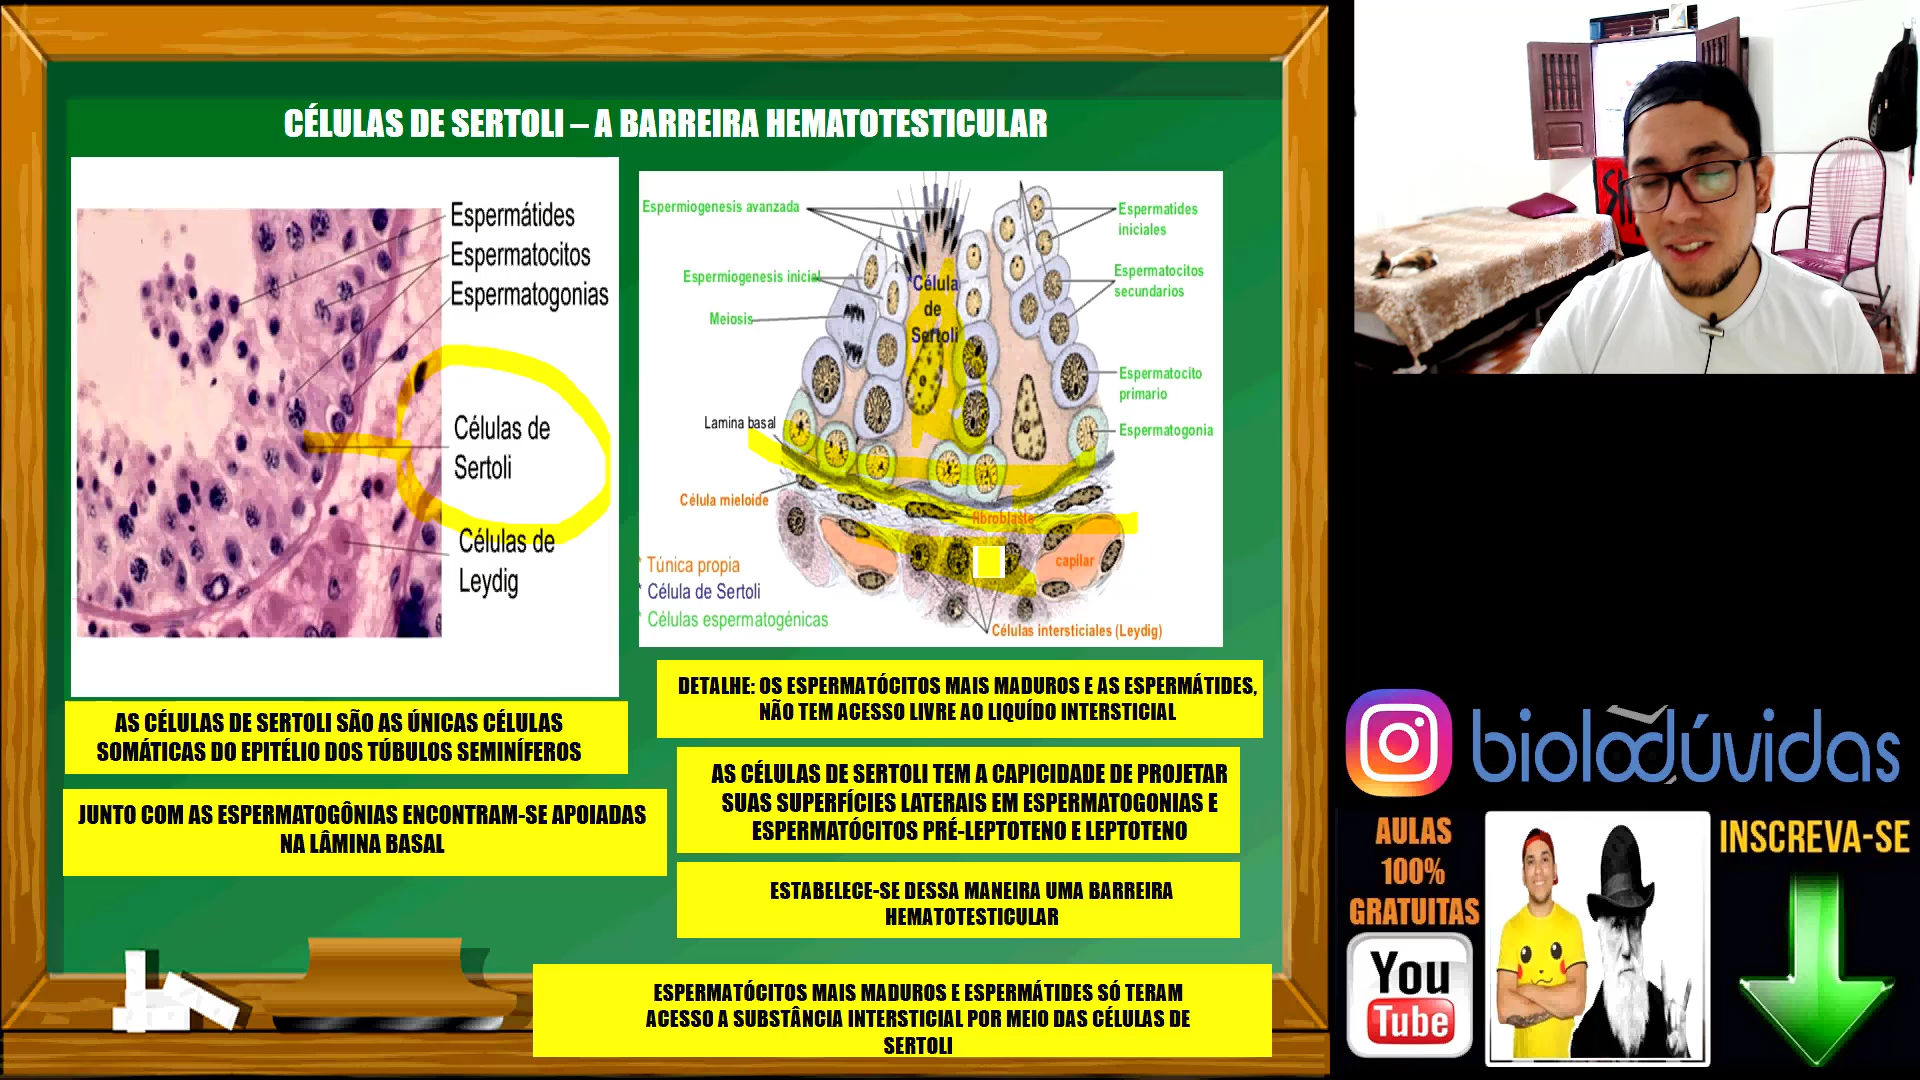 CÉLULAS DE SERTOLI – A BARREIRA HEMATOTESTICULAR
Espermátides
Espermatocitos
Espermatogonias
Células de
Sertoli
Células de
Leydig
Espermiogenesis avanzada
Espermiogenesis inicial
Meiosis
Lamina basal
Célula mieloide
Célula
de
Sertoli
Espermatides
iniciales
Espermatocitos
secundarios
Espermatocito
primario
Espermatogonia
fibroblasto
capilar
* Túnica propia
* Célula de Sertoli
* Células espermatogénicas
Células intersticiales (Leydig)
AS CÉLULAS DE SERTOLI SÃO AS ÚNICAS CÉLULAS
SOMÁTICAS DO EPITÉLIO DOS TÚBULOS SEMINÍFEROS
JUNTO COM AS ESPERMATOGÔNIAS ENCONTRAM-SE APOIADAS
NA LÂMINA BASAL
DETALHE: OS ESPERMATÓCITOS MAIS MADUROS E AS ESPERMÁTIDES,
NÃO TEM ACESSO LIVRE AO LIQUÍDO INTERSTICIAL
AS CÉLULAS DE SERTOLI TEM A CAPICIDADE DE PROJETAR
SUAS SUPERFÍCIES LATERAIS EM ESPERMATOGONIAS E
ESPERMATÓCITOS PRÉ-LEPTOTENO E LEPTOTENO
ESTABELECE-SE DESSA MANEIRA UMA BARREIRA
HEMATOTESTICULAR
ESPERMATÓCITOS MAIS MADUROS E ESPERMÁTIDES SÓ TERAM
ACESSO A SUBSTÂNCIA INTERSTICIAL POR MEIO DAS CÉLULAS DE
SERTOLI
biolodúvidas
AULAS
100%
GRATUITAS
You
Tube
INSCREVA-SE